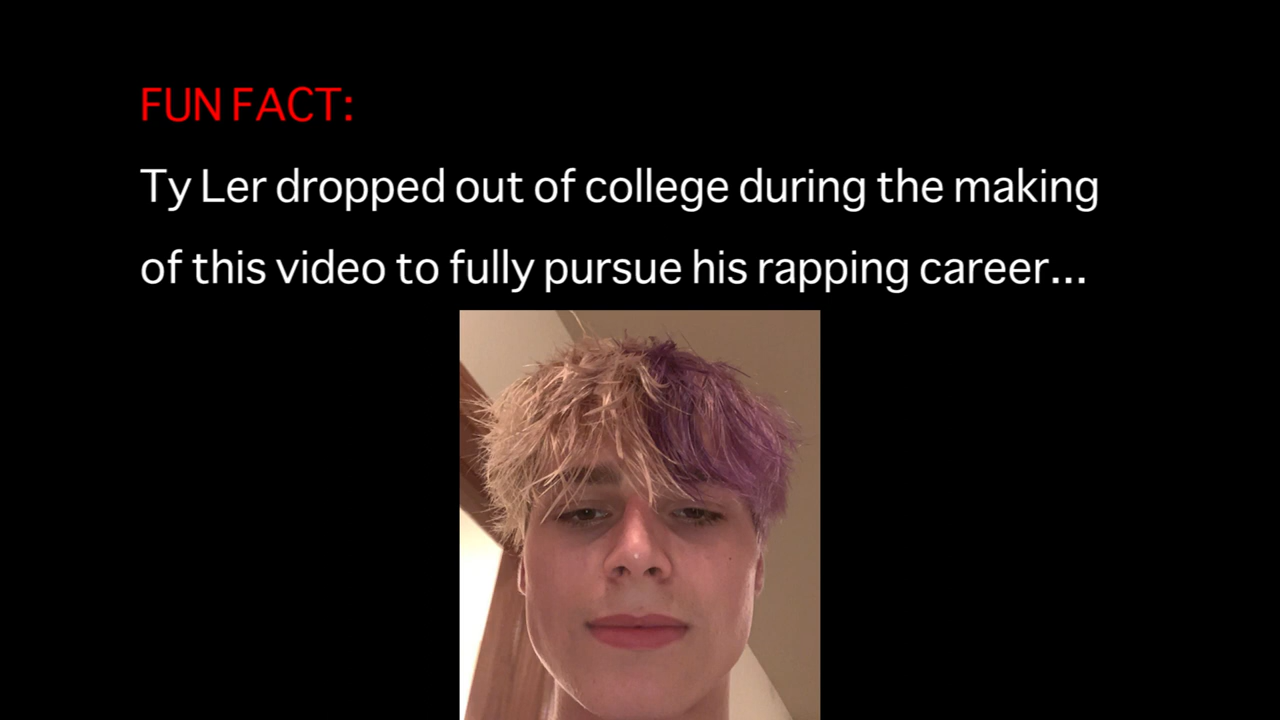 FUN FACT:
Ty Ler dropped out of college during the making
of this video to fully pursue his rapping career...